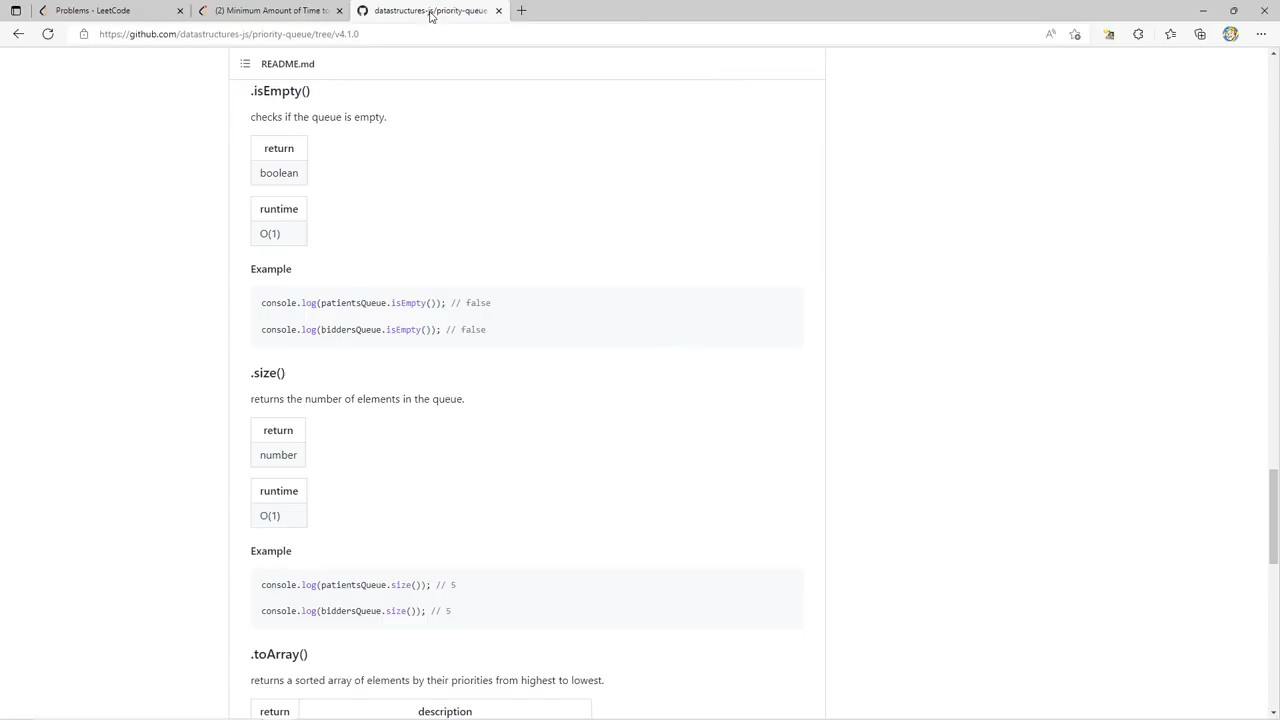 Problems - LeetCode
(2) Minimum Amount of Time to
datastructures-js/priority-queue
https://github.com/datastructures-js/priority-queue/tree/v4.1.0
README.md
.isEmpty()
checks if the queue is empty.
return
boolean
runtime
O(1)
Example
console.log(patientsQueue.isEmpty()); // false
console.log(biddersQueue.isEmpty()); // false
.size()
returns the number of elements in the queue.
return
number
runtime
O(1)
Example
console.log(patientsQueue.size()); // 5
console.log(biddersQueue.size()); // 5
.toArray()
returns a sorted array of elements by their priorities from highest to lowest.
return description